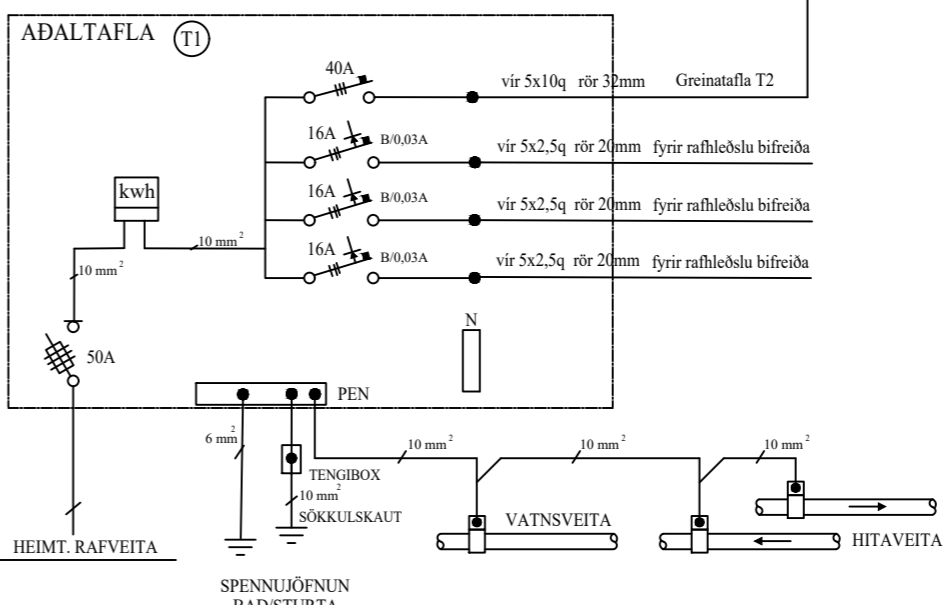 AÐALTAFLA T1
40A vír 5x10q rör 32mm Greinatafla T2
16A B/0,03A vír 5x2,5q rör 20mm fyrir rafhleðslu bifreiða
16A B/0,03A vír 5x2,5q rör 20mm fyrir rafhleðslu bifreiða
16A B/0,03A vír 5x2,5q rör 20mm fyrir rafhleðslu bifreiða
kwh
10 mm²
10 mm²
50A
N
PEN
6 mm²
10 mm²
10 mm²
10 mm²
TENGIBOX
10 mm²
SÖKKULSKAUT
VATNSVEITA
HITAVEITA
HEIMT. RAFVEITA
SPENNUJÖFNUN
BAÐ/STURTA